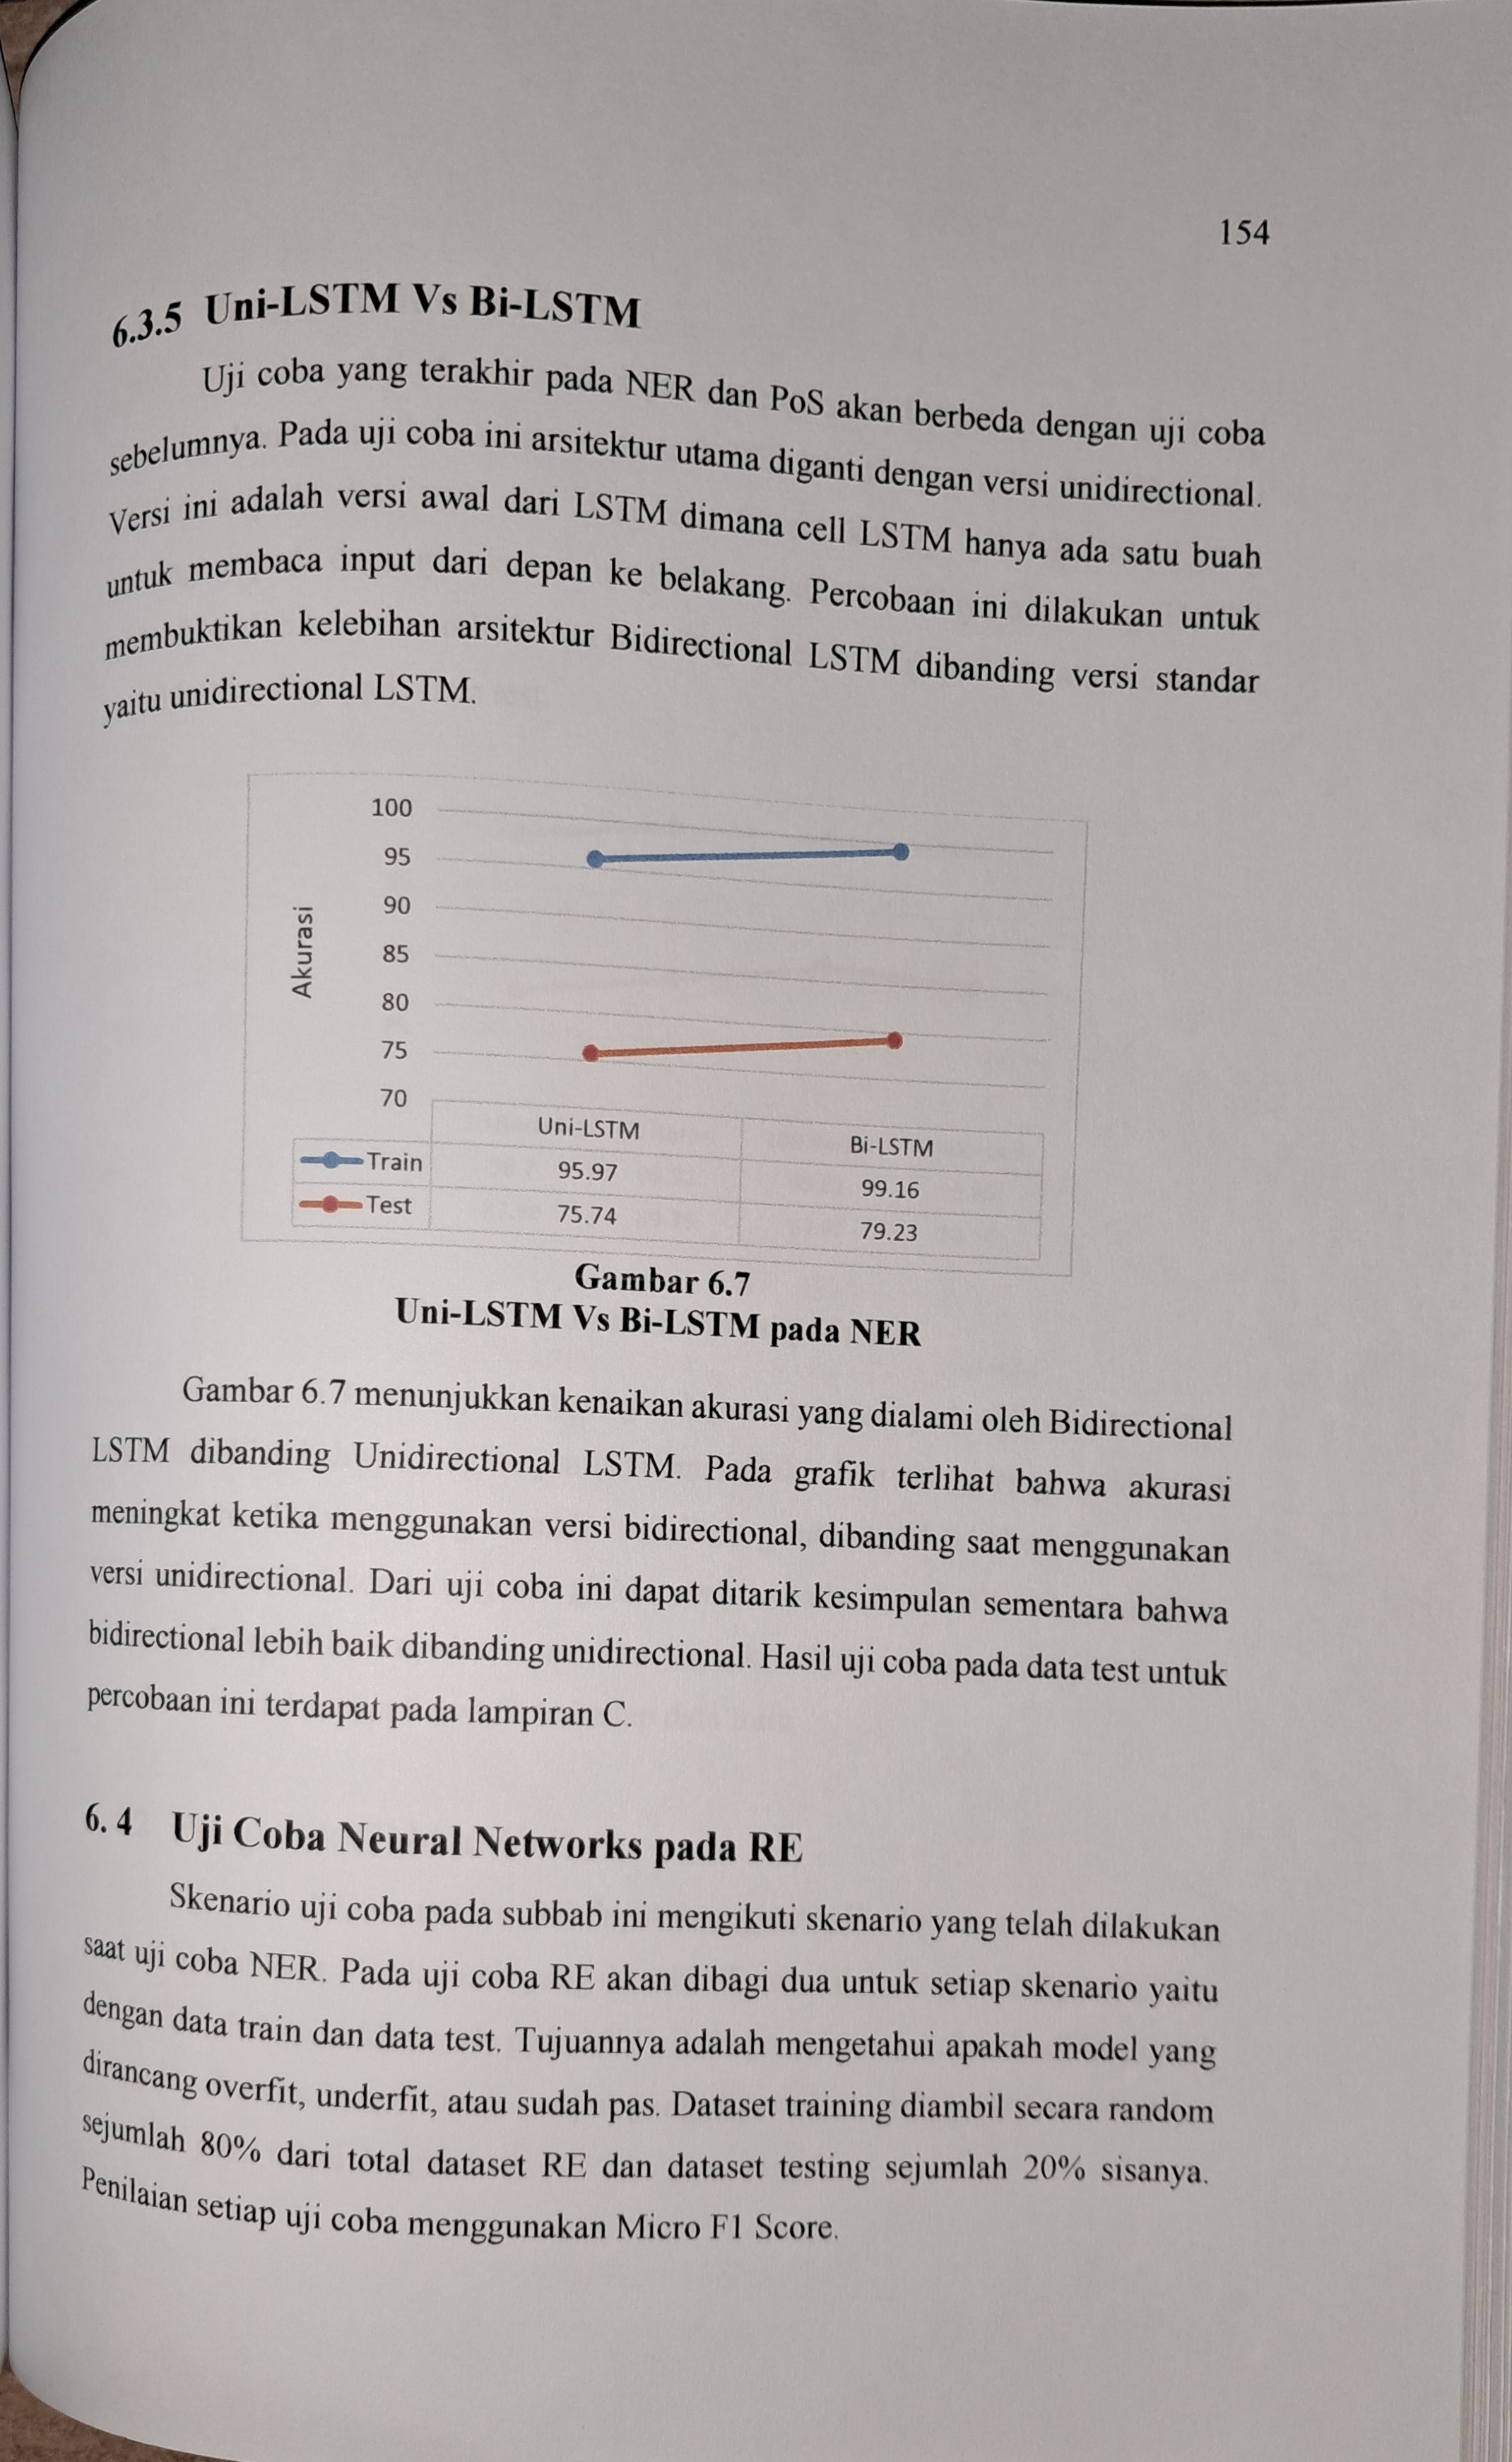 154
6.3.5 Uni-LSTM Vs Bi-LSTM
Uji coba yang terakhir pada NER dan PoS akan berbeda dengan uji coba
sebelumnya. Pada uji coba ini arsitektur utama diganti dengan versi unidirectional.
Versi ini adalah versi awal dari LSTM dimana cell LSTM hanya ada satu buah
untuk membaca input dari depan ke belakang. Percobaan ini dilakukan untuk
membuktikan kelebihan arsitektur Bidirectional LSTM dibanding versi standar
yaitu unidirectional LSTM.
100
95
90
85
80
75
70
Akurasi
Uni-LSTM Bi-LSTM
Train 95.97 99.16
Test 75.74 79.23
Gambar 6.7
Uni-LSTM Vs Bi-LSTM pada NER
Gambar 6.7 menunjukkan kenaikan akurasi yang dialami oleh Bidirectional
LSTM dibanding Unidirectional LSTM. Pada grafik terlihat bahwa akurasi
meningkat ketika menggunakan versi bidirectional, dibanding saat menggunakan
versi unidirectional. Dari uji coba ini dapat ditarik kesimpulan sementara bahwa
bidirectional lebih baik dibanding unidirectional. Hasil uji coba pada data test untuk
percobaan ini terdapat pada lampiran C.
6. 4 Uji Coba Neural Networks pada RE
Skenario uji coba pada subbab ini mengikuti skenario yang telah dilakukan
saat uji coba NER. Pada uji coba RE akan dibagi dua untuk setiap skenario yaitu
dengan data train dan data test. Tujuannya adalah mengetahui apakah model yang
dirancang overfit, underfit, atau sudah pas. Dataset training diambil secara random
sejumlah 80% dari total dataset RE dan dataset testing sejumlah 20% sisanya.
Penilaian setiap uji coba menggunakan Micro F1 Score.